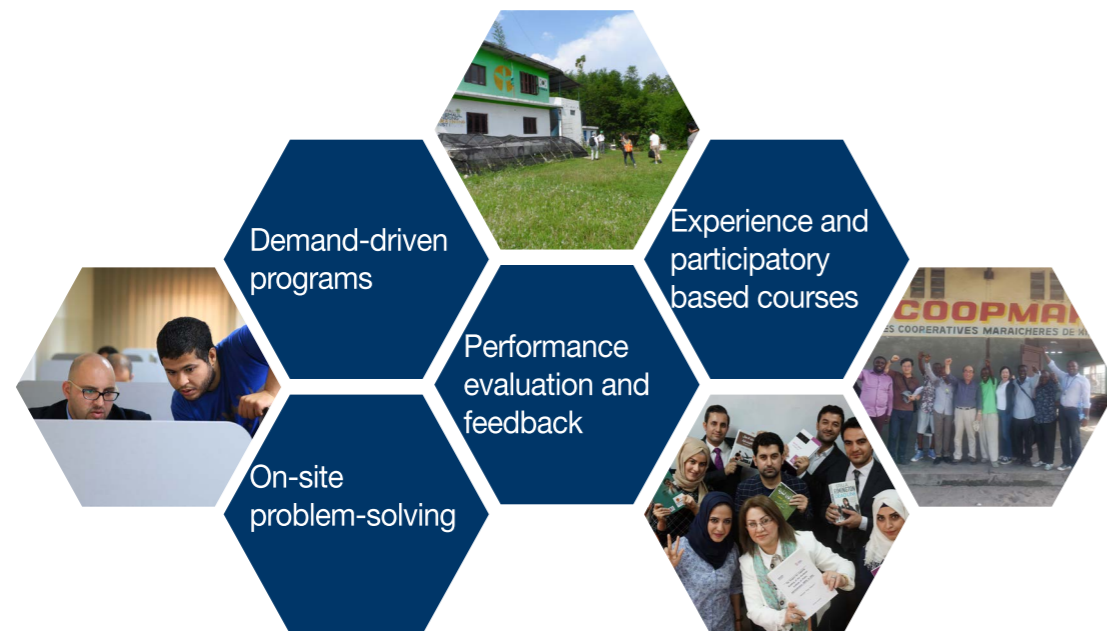 Demand-driven
programs
Experience and
participatory
based courses
Performance
evaluation and
feedback
On-site
problem-solving
COOPMA
ES COOPERATIVES MARAICHERES DE